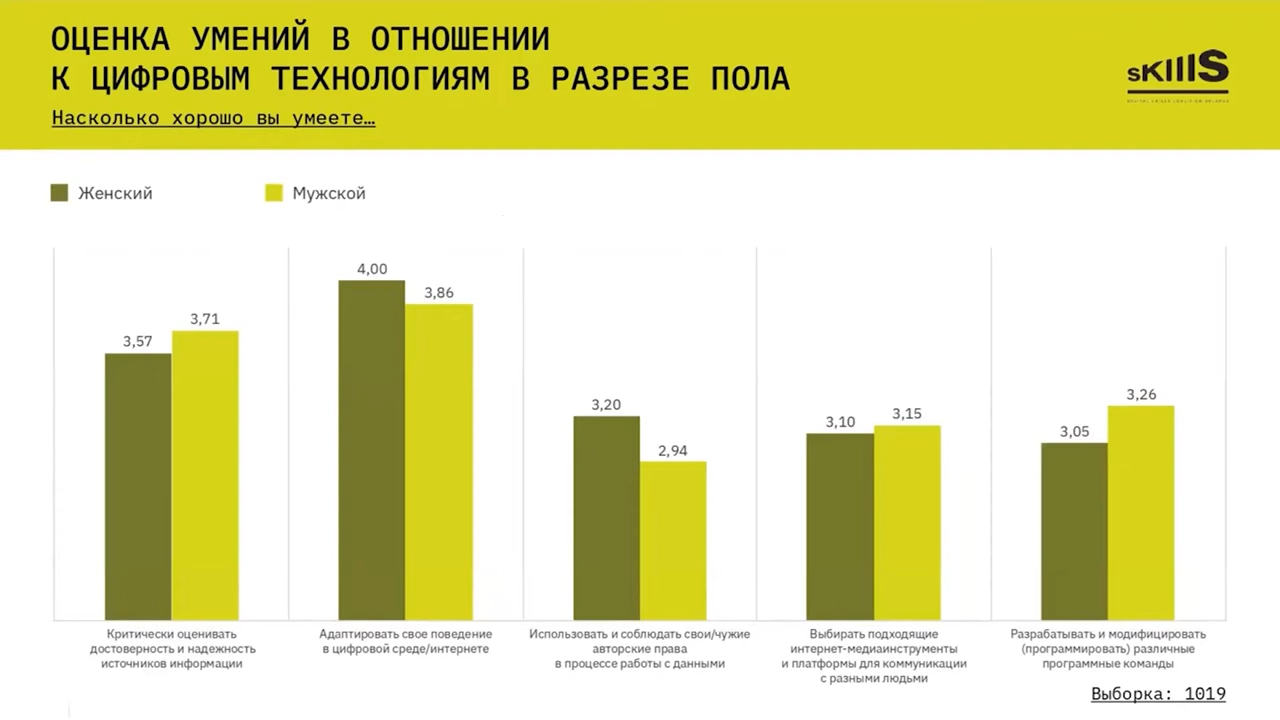 ОЦЕНКА УМЕНИЙ В ОТНОШЕНИИ
К ЦИФРОВЫМ ТЕХНОЛОГИЯМ В РАЗРЕЗЕ ПОЛА
Насколько хорошо вы умеете…
sKIllS
Женский
Мужской
3,57
3,71
4,00
3,86
3,20
2,94
3,10
3,15
3,05
3,26
Критически оценивать
достоверность и надежность
источников информации
Адаптировать свое поведение
в цифровой среде/интернете
Использовать и соблюдать свои/чужие
авторские права
в процессе работы с данными
Выбирать подходящие
интернет-медиаинструменты
и платформы для коммуникации
с разными людьми
Разрабатывать и модифицировать
(программировать) различные
программные команды
Выборка: 1019